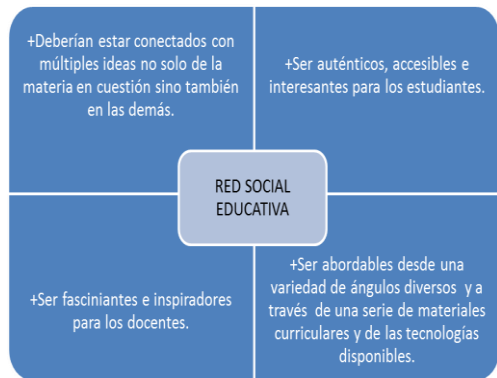 +Deberían estar conectados con
múltiples ideas no solo de la
materia en cuestión sino también
en las demás.
+Ser auténticos, accesibles e
interesantes para los estudiantes.
RED SOCIAL
EDUCATIVA
+Ser fasciniantes e inspiradores
para los docentes.
+Ser abordables desde una
variedad de ángulos diversos y a
través de una serie de materiales
curriculares y de las tecnologías
disponibles.